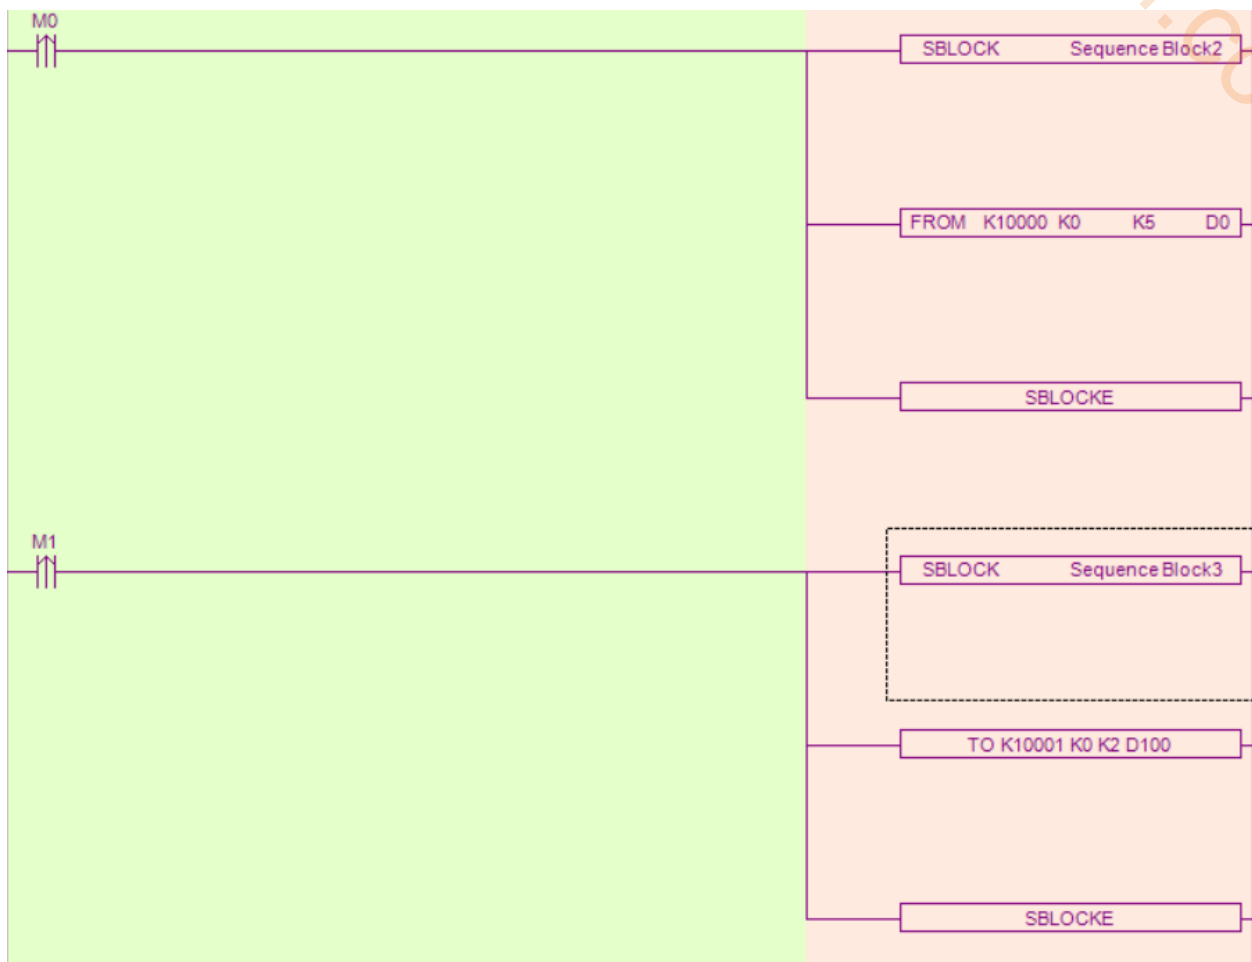 M0
SBLOCK Sequence Block2
FROM K10000 K0 K5 D0
SBLOCKE
M1
SBLOCK Sequence Block3
TO K10001 K0 K2 D100
SBLOCKE